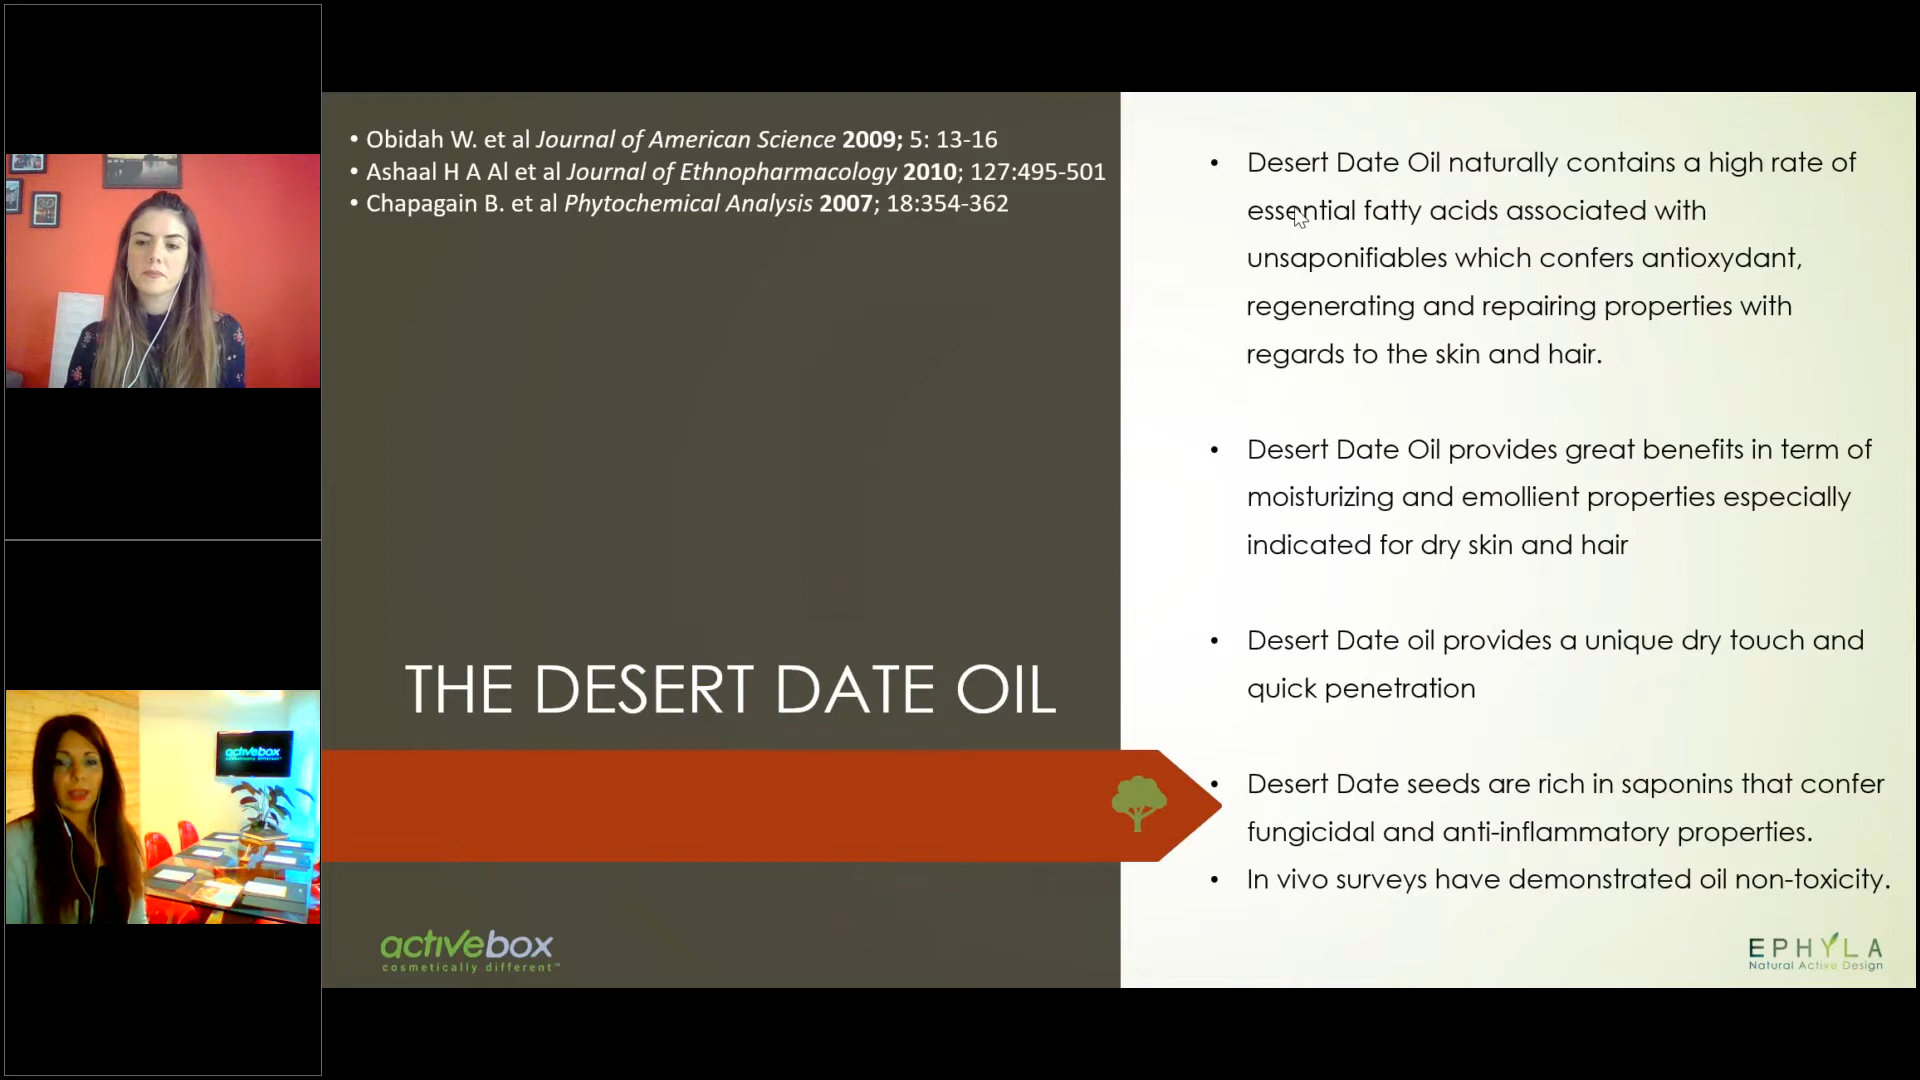 • Obidah W. et al Journal of American Science 2009; 5: 13-16
• Ashaal H A Al et al Journal of Ethnopharmacology 2010; 127:495-501
• Chapagain B. et al Phytochemical Analysis 2007; 18:354-362
THE DESERT DATE OIL
activebox
cosmetically different™
• Desert Date Oil naturally contains a high rate of
essential fatty acids associated with
unsaponifiables which confers antioxydant,
regenerating and repairing properties with
regards to the skin and hair.
• Desert Date Oil provides great benefits in term of
moisturizing and emollient properties especially
indicated for dry skin and hair
• Desert Date oil provides a unique dry touch and
quick penetration
• Desert Date seeds are rich in saponins that confer
fungicidal and anti-inflammatory properties.
• In vivo surveys have demonstrated oil non-toxicity.
EPHYLA
Natural Active Design
activebox
cosmetically different™